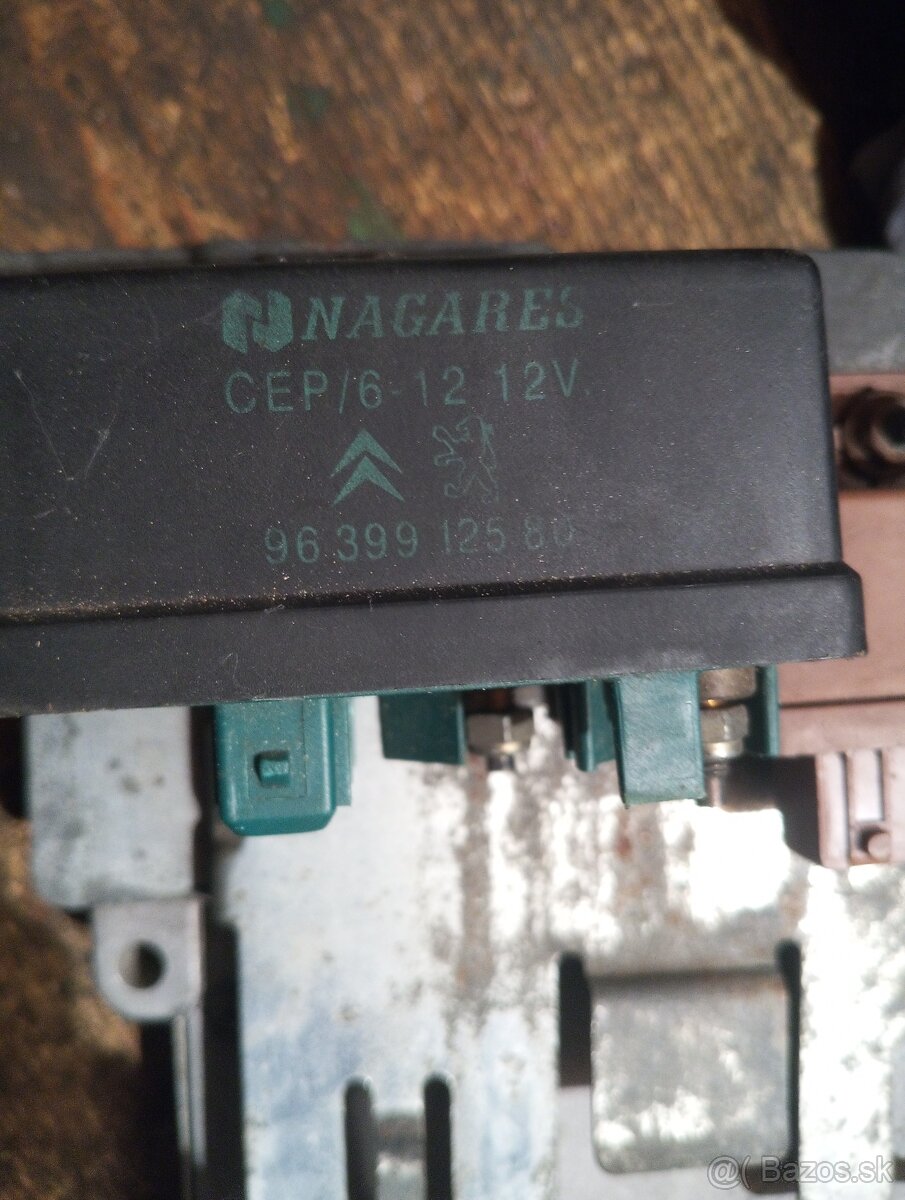 NAGARES
CEP/6-12 12V.
96 399 125 80
@( Bazos.sk